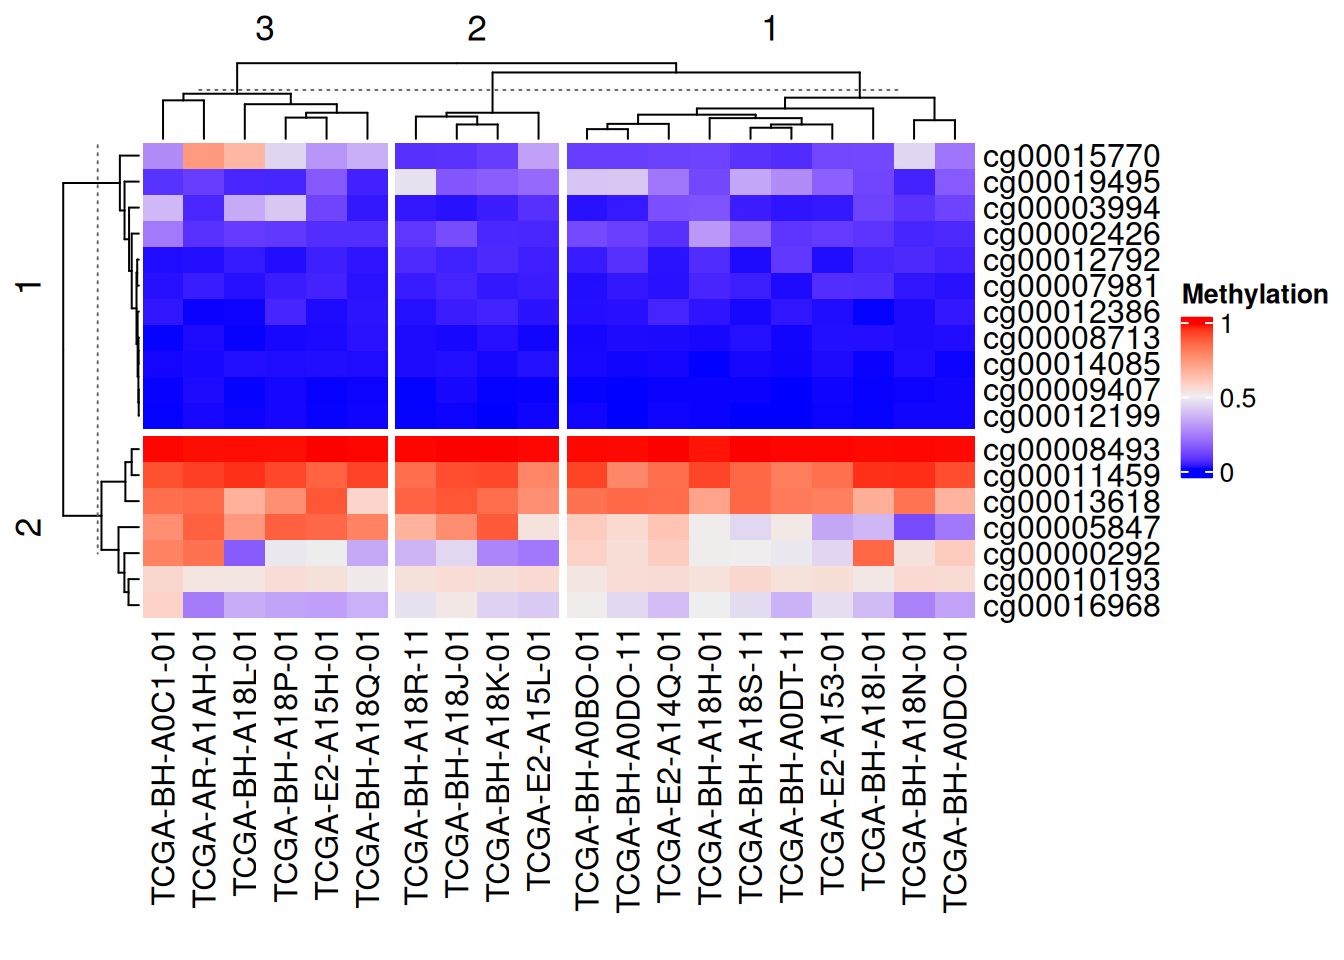 3 2 1
1
2
cg00015770
cg00019495
cg00003994
cg00002426
cg00012792
cg00007981
cg00012386
cg00008713
cg00014085
cg00009407
cg00012199
cg00008493
cg00011459
cg00013618
cg00005847
cg00000292
cg00010193
cg00016968
Methylation
1
0.5
0
TCGA-BH-A0C1-01
TCGA-AR-A1AH-01
TCGA-BH-A18L-01
TCGA-BH-A18P-01
TCGA-E2-A15H-01
TCGA-BH-A18Q-01
TCGA-BH-A18R-11
TCGA-BH-A18J-01
TCGA-BH-A18K-01
TCGA-E2-A15L-01
TCGA-BH-A0BO-01
TCGA-BH-A0DO-11
TCGA-E2-A14Q-01
TCGA-BH-A18H-01
TCGA-BH-A18S-11
TCGA-BH-A0DT-11
TCGA-E2-A153-01
TCGA-BH-A18I-01
TCGA-BH-A18N-01
TCGA-BH-A0DO-01